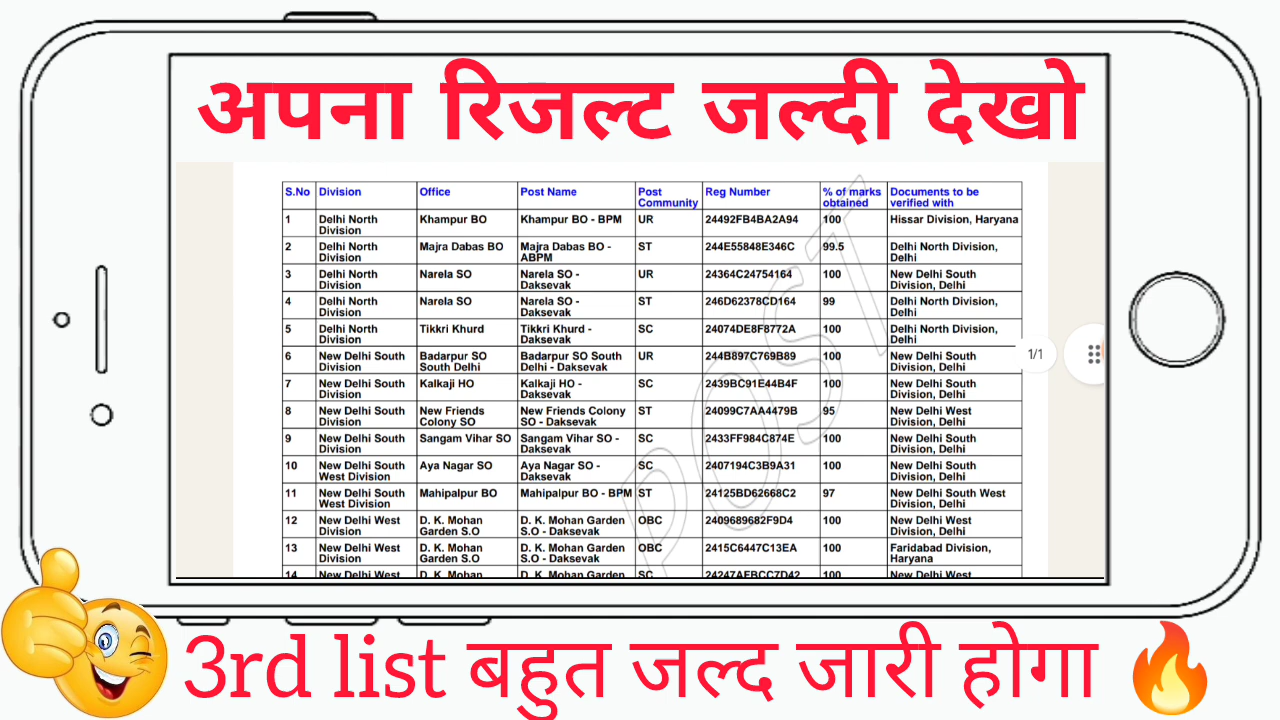 अपना रिजल्ट जल्दी देखो
S.No Division Office Post Name Post Community Reg Number % of marks obtained Documents to be verified with
1 Delhi North Division Khampur BO Khampur BO - BPM UR 24492FB4BA2A94 100 Hissar Division, Haryana
2 Delhi North Division Majra Dabas BO Majra Dabas BO - ABPM ST 244E55848E346C 99.5 Delhi North Division, Delhi
3 Delhi North Division Narela SO Narela SO - Daksevak UR 24364C24754164 100 New Delhi South Division, Delhi
4 Delhi North Division Narela SO Narela SO - Daksevak ST 246D62378CD164 99 Delhi North Division, Delhi
5 Delhi North Division Tikkri Khurd Tikkri Khurd - Daksevak SC 24074DE8F8772A 100 Delhi North Division, Delhi
6 New Delhi South Division Badarpur SO South Delhi Badarpur SO South Delhi - Daksevak UR 244B897C769B89 100 New Delhi South Division, Delhi
7 New Delhi South Division Kalkaji HO Kalkaji HO - Daksevak SC 2439BC91E44B4F 100 New Delhi South Division, Delhi
8 New Delhi South Division New Friends Colony SO New Friends Colony SO - Daksevak ST 24099C7AA4479B 95 New Delhi West Division, Delhi
9 New Delhi South Division Sangam Vihar SO Sangam Vihar SO - Daksevak SC 2433FF984C874E 100 New Delhi South Division, Delhi
10 New Delhi South West Division Aya Nagar SO Aya Nagar SO - Daksevak SC 2407194C3B9A31 100 New Delhi South Division, Delhi
11 New Delhi South West Division Mahipalpur BO Mahipalpur BO - BPM ST 24125BD62668C2 97 New Delhi South West Division, Delhi
12 New Delhi West Division D. K. Mohan Garden S.O D. K. Mohan Garden S.O - Daksevak OBC 2409689682F9D4 100 New Delhi West Division, Delhi
13 New Delhi West Division D. K. Mohan Garden S.O D. K. Mohan Garden S.O - Daksevak OBC 2415C6447C13EA 100 Faridabad Division, Haryana
14 New Delhi West D. K. Mohan D. K. Mohan Garden SC 24247AEBCC7D42 100 New Delhi West
POST
1/1
3rd list बहुत जल्द जारी होगा